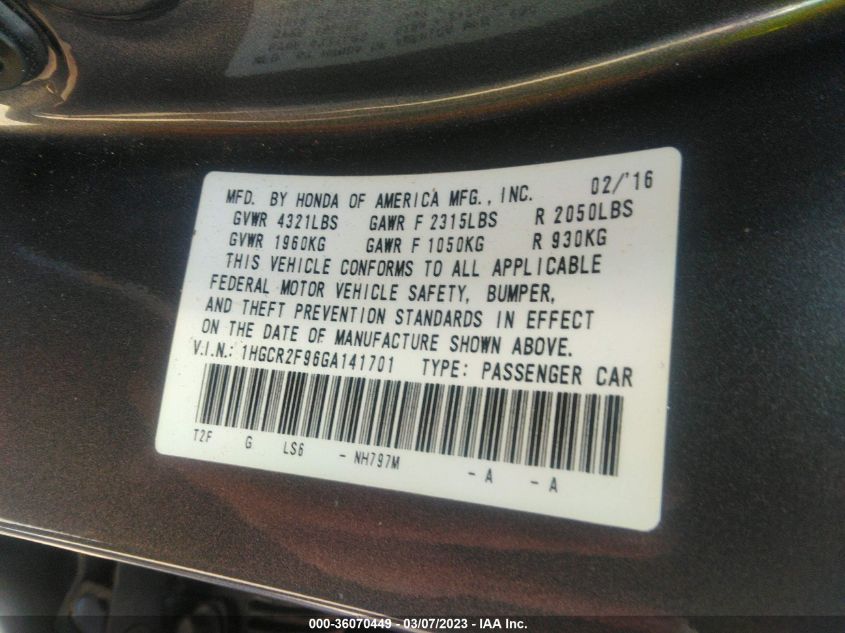 MFD. BY HONDA OF AMERICA MFG., INC. 02/'16
GVWR 4321LBS GAWR F 2315LBS R 2050LBS
GVWR 1960KG GAWR F 1050KG R 930KG
THIS VEHICLE CONFORMS TO ALL APPLICABLE
FEDERAL MOTOR VEHICLE SAFETY, BUMPER,
AND THEFT PREVENTION STANDARDS IN EFFECT
ON THE DATE OF MANUFACTURE SHOWN ABOVE.
V.I.N.: 1HGCR2F96GA141701 TYPE: PASSENGER CAR
T2F G LS6 - NH797M - A - A
000-36070449 — 03/07/2023 — IAA Inc.